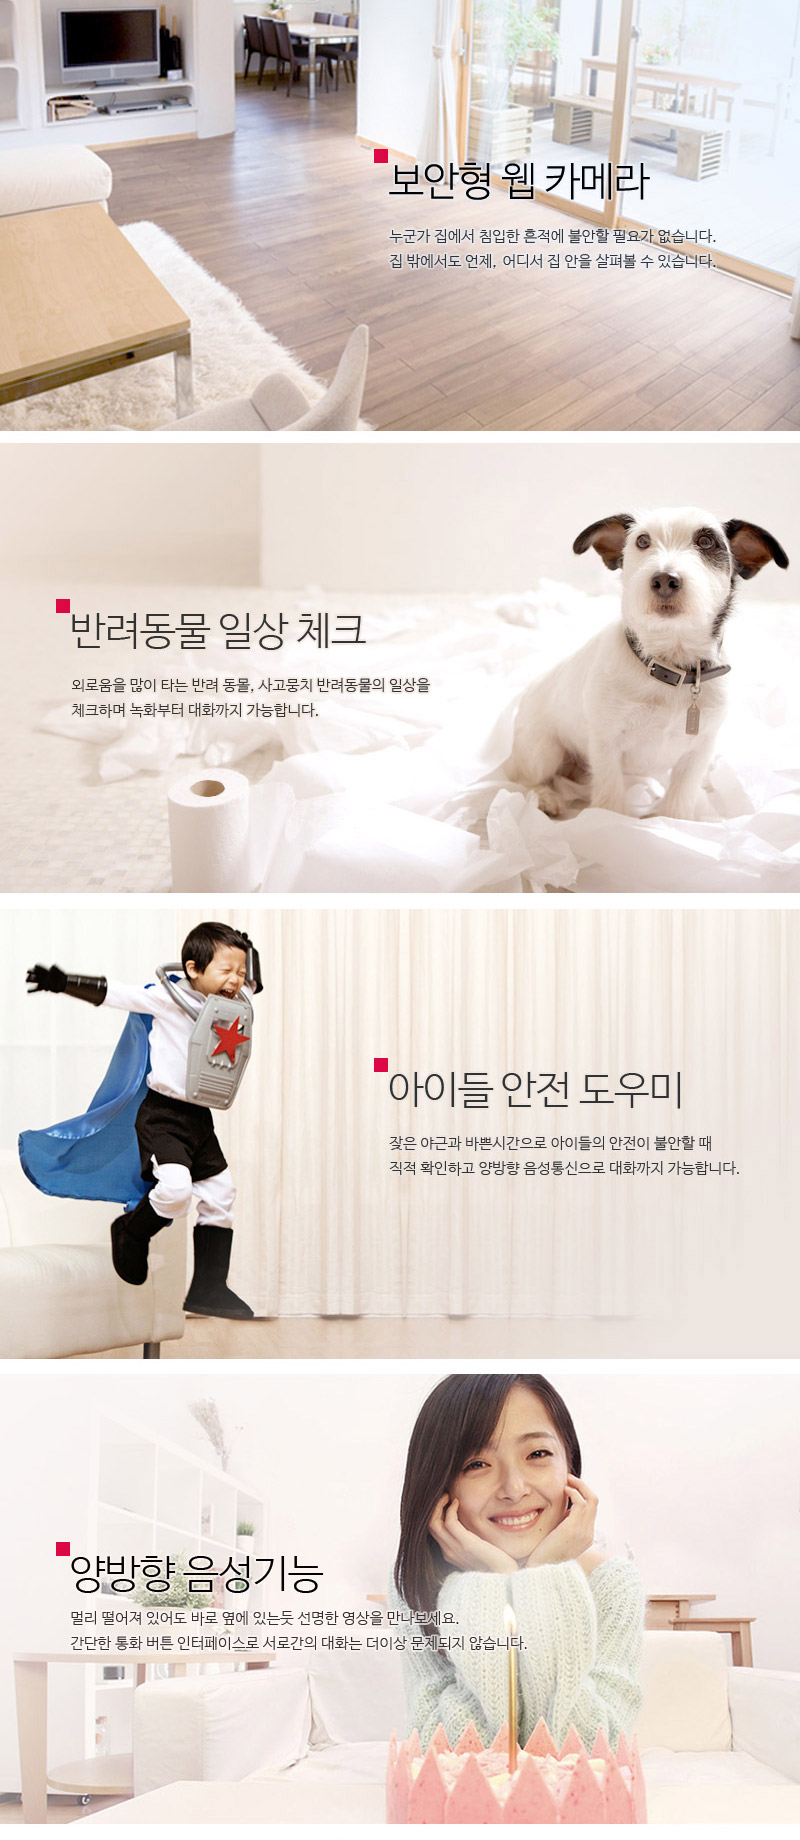 보안형 웹 카메라
누군가 집에서 침입한 흔적에 불안할 필요가 없습니다.
집 밖에서도 언제, 어디서 집 안을 살펴볼 수 있습니다.
반려동물 일상 체크
외로움을 많이 타는 반려 동몰, 사고뭉치 반려동물의 일상을
체크하며 녹화부터 대화까지 가능합니다.
아이들 안전 도우미
잦은 야근과 바쁜시간으로 아이들의 안전이 불안할 때
직적 확인하고 양방향 음성통신으로 대화까지 가능합니다.
양방향 음성기능
멀리 떨어져 있어도 바로 옆에 있는듯 선명한 영상을 만나보세요.
간단한 통화 버튼 인터페이스로 서로간의 대화는 더이상 문제되지 않습니다.